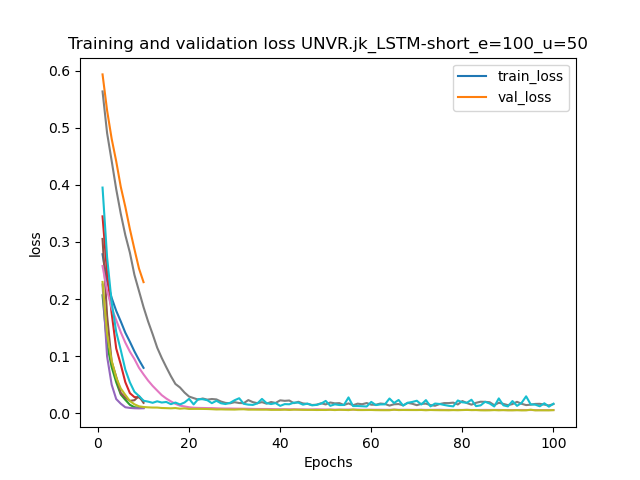 Training and validation loss UNVR.jk_LSTM-short_e=100_u=50
train_loss
val_loss
0.6
0.5
0.4
0.3
0.2
0.1
0.0
loss
0 20 40 60 80 100
Epochs